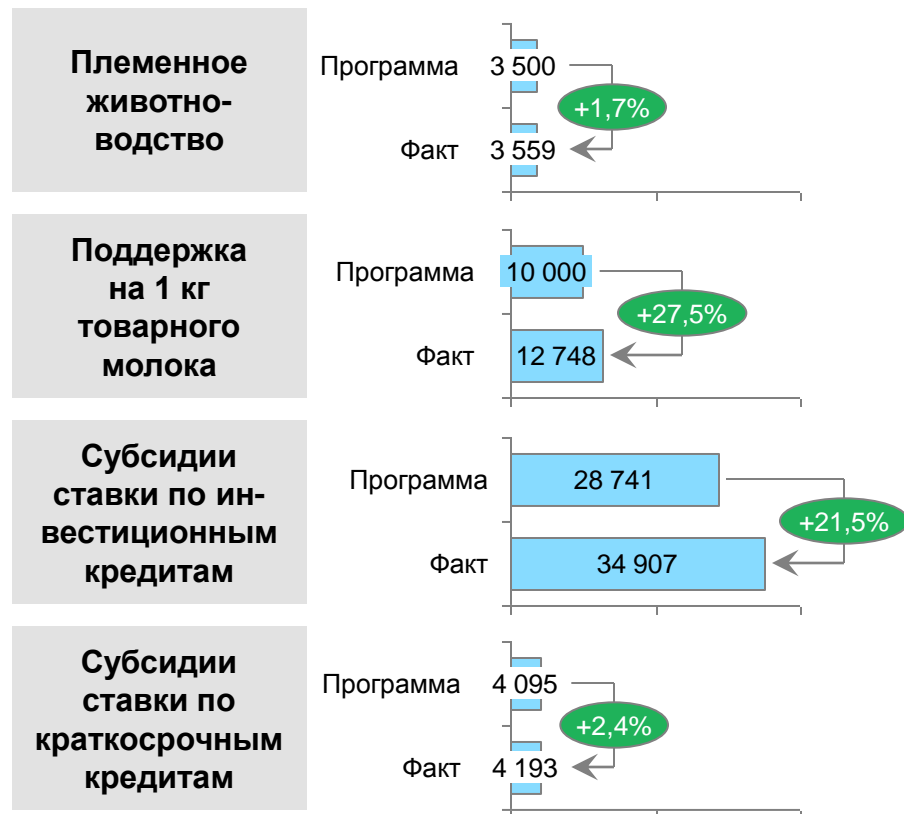 Племенное
животно-
водство
Программа 3 500
+1,7%
Факт 3 559
Поддержка
на 1 кг
товарного
молока
Программа 10 000
+27,5%
Факт 12 748
Субсидии
ставки по ин-
вестиционным
кредитам
Программа 28 741
+21,5%
Факт 34 907
Субсидии
ставки по
краткосрочным
кредитам
Программа 4 095
+2,4%
Факт 4 193